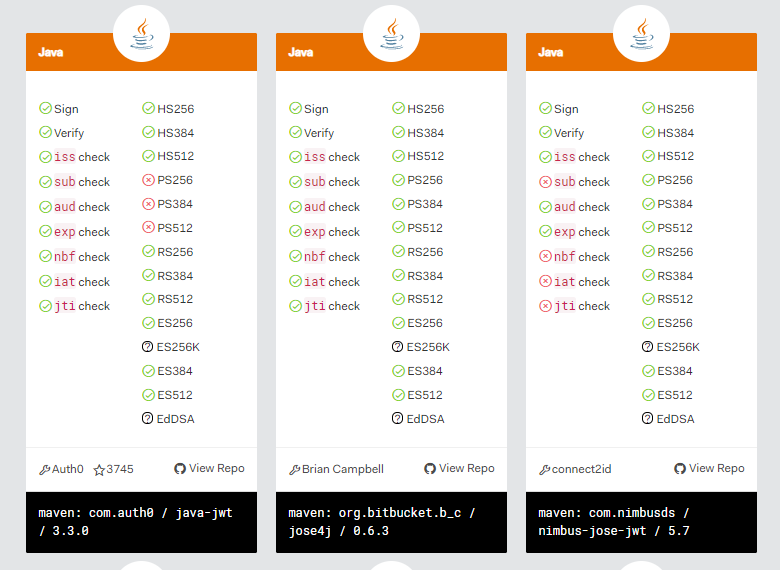 Java
Sign
Verify
iss check
sub check
aud check
exp check
nbf check
iat check
jti check
HS256
HS384
HS512
PS256
PS384
PS512
RS256
RS384
RS512
ES256
ES256K
ES384
ES512
EdDSA
Auth0 3745 View Repo
maven: com.auth0 / java-jwt
/ 3.3.0
Java
Sign
Verify
iss check
sub check
aud check
exp check
nbf check
iat check
jti check
HS256
HS384
HS512
PS256
PS384
PS512
RS256
RS384
RS512
ES256
ES256K
ES384
ES512
EdDSA
Brian Campbell View Repo
maven: org.bitbucket.b_c /
jose4j / 0.6.3
Java
Sign
Verify
iss check
sub check
aud check
exp check
nbf check
iat check
jti check
HS256
HS384
HS512
PS256
PS384
PS512
RS256
RS384
RS512
ES256
ES256K
ES384
ES512
EdDSA
connect2id View Repo
maven: com.nimbusds /
nimbus-jose-jwt / 5.7